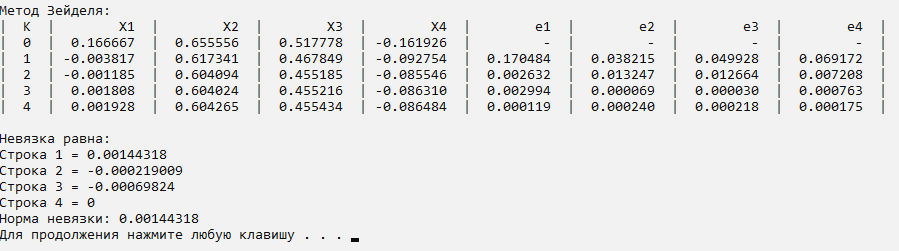 Метод Зейделя:
| K | X1 | X2 | X3 | X4 | e1 | e2 | e3 | e4 |
| 0 | 0.166667 | 0.655556 | 0.517778 | -0.161926 | - | - | - | - |
| 1 | -0.003817 | 0.617341 | 0.467849 | -0.092754 | 0.170484 | 0.038215 | 0.049928 | 0.069172 |
| 2 | -0.001185 | 0.604094 | 0.455185 | -0.085546 | 0.002632 | 0.013247 | 0.012664 | 0.007208 |
| 3 | 0.001808 | 0.604024 | 0.455216 | -0.086310 | 0.002994 | 0.000069 | 0.000030 | 0.000763 |
| 4 | 0.001928 | 0.604265 | 0.455434 | -0.086484 | 0.000119 | 0.000240 | 0.000218 | 0.000175 |
Невязка равна:
Строка 1 = 0.00144318
Строка 2 = -0.000219009
Строка 3 = -0.00069824
Строка 4 = 0
Норма невязки: 0.00144318
Для продолжения нажмите любую клавишу . . .